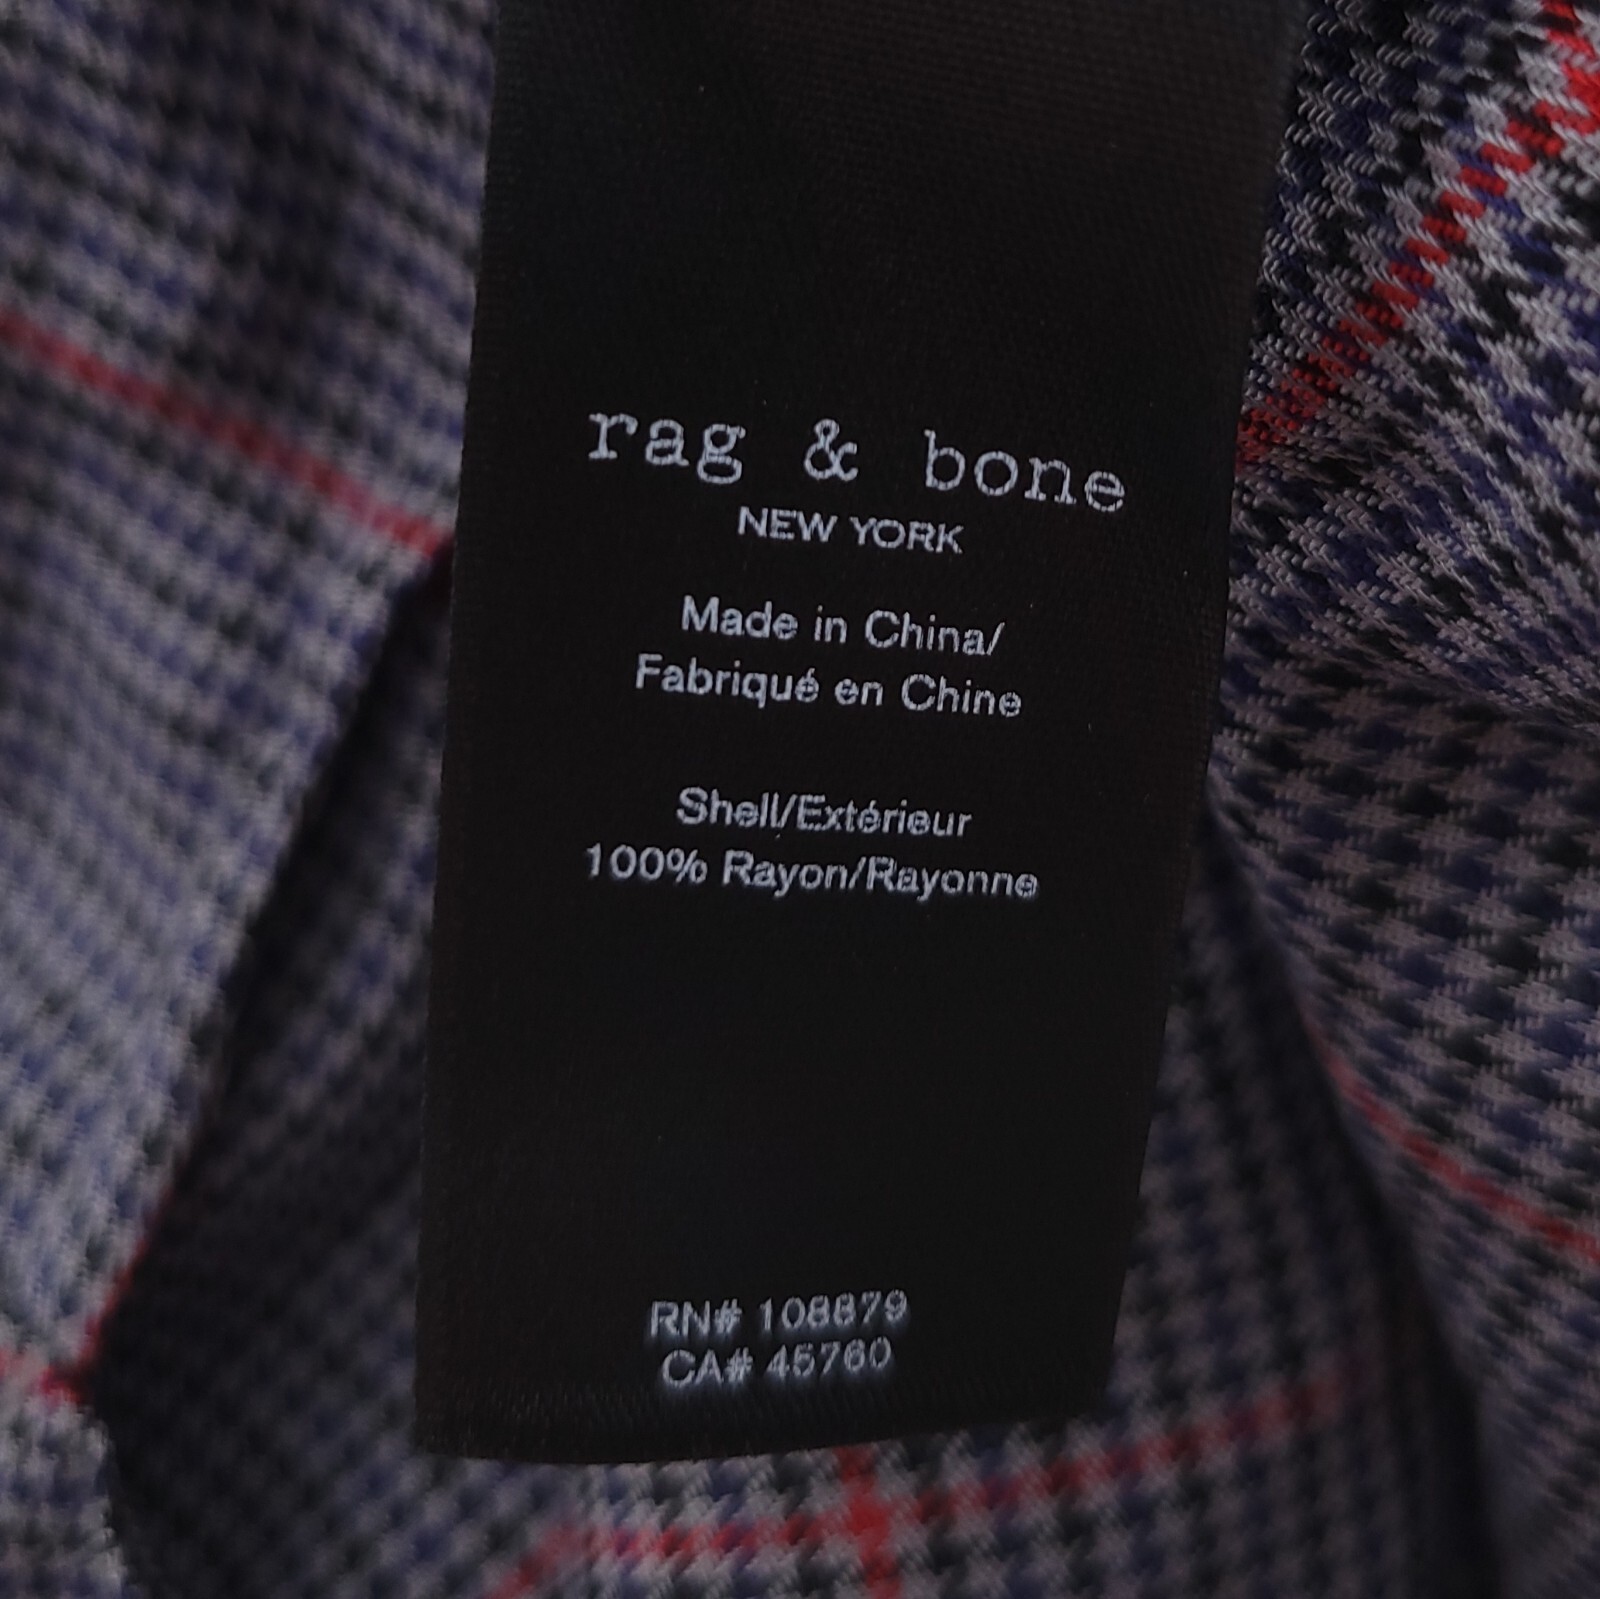 rag & bone
NEW YORK
Made in China/
Fabriqué en Chine
Shell/Extérieur
100% Rayon/Rayonne
RN# 108879
CA# 45760